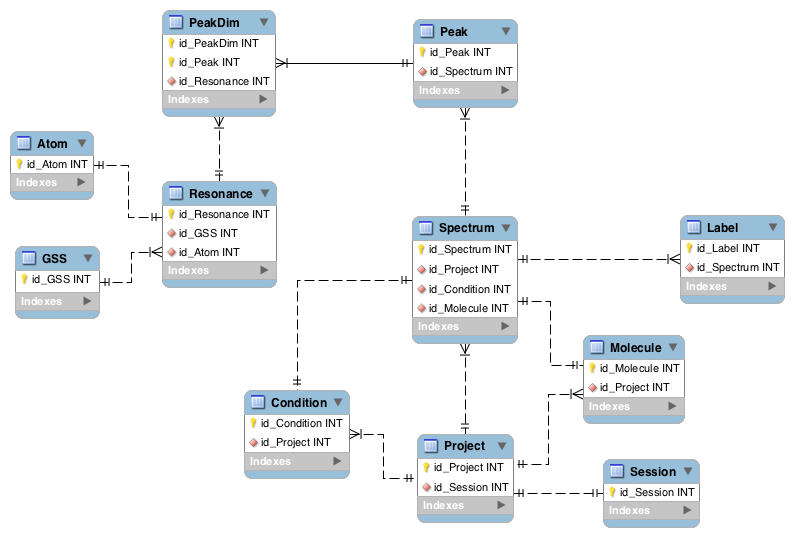 PeakDim
id_PeakDim INT
id_Peak INT
id_Resonance INT
Indexes
Peak
id_Peak INT
id_Spectrum INT
Indexes
Atom
id_Atom INT
Indexes
Resonance
id_Resonance INT
id_GSS INT
id_Atom INT
Indexes
GSS
id_GSS INT
Indexes
Spectrum
id_Spectrum INT
id_Project INT
id_Condition INT
id_Molecule INT
Indexes
Label
id_Label INT
id_Spectrum INT
Indexes
Molecule
id_Molecule INT
id_Project INT
Indexes
Condition
id_Condition INT
id_Project INT
Indexes
Project
id_Project INT
id_Session INT
Indexes
Session
id_Session INT
Indexes